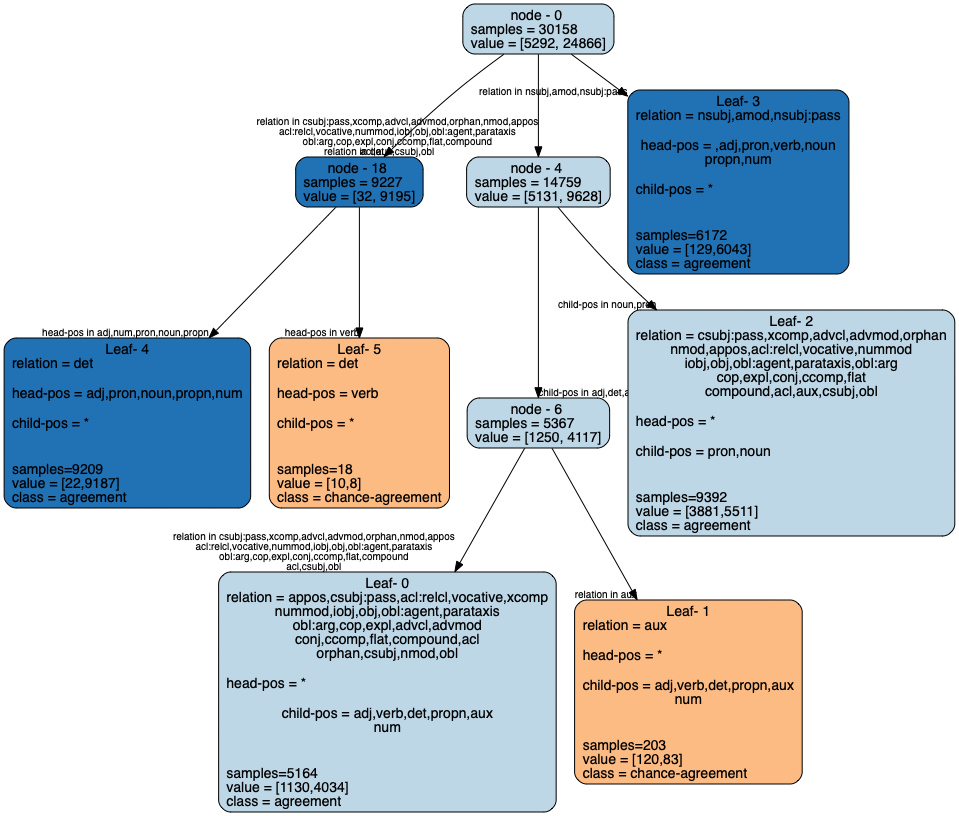 node - 0
samples = 30158
value = [5292, 24866]
relation in nsubj,amod,nsubj:pass
relation in csubj:pass,xcomp,advcl,advmod,orphan,nmod,appos
acl:relcl,vocative,nummod,iobj,obj,obl:agent,parataxis
obl:arg,cop,expl,conj,ccomp,flat,compound
acl,aux,csubj,obl
relation in det
Leaf- 3
relation = nsubj,amod,nsubj:pass
head-pos = ,adj,pron,verb,noun
propn,num
child-pos = *
samples=6172
value = [129,6043]
class = agreement
node - 18
samples = 9227
value = [32, 9195]
node - 4
samples = 14759
value = [5131, 9628]
child-pos in noun,pron
head-pos in adj,num,pron,noun,propn
head-pos in verb
Leaf- 4
relation = det
head-pos = adj,pron,noun,propn,num
child-pos = *
samples=9209
value = [22,9187]
class = agreement
Leaf- 5
relation = det
head-pos = verb
child-pos = *
samples=18
value = [10,8]
class = chance-agreement
Leaf- 2
relation = csubj:pass,xcomp,advcl,advmod,orphan
nmod,appos,acl:relcl,vocative,nummod
iobj,obj,obl:agent,parataxis,obl:arg
cop,expl,conj,ccomp,flat
compound,acl,aux,csubj,obl
head-pos = *
child-pos = pron,noun
samples=9392
value = [3881,5511]
class = agreement
child-pos in adj,det,
node - 6
samples = 5367
value = [1250, 4117]
relation in csubj:pass,xcomp,advcl,advmod,orphan,nmod,appos
acl:relcl,vocative,nummod,iobj,obj,obl:agent,parataxis
obl:arg,cop,expl,conj,ccomp,flat,compound
acl,csubj,obl
relation in aux
Leaf- 0
relation = appos,csubj:pass,acl:relcl,vocative,xcomp
nummod,iobj,obj,obl:agent,parataxis
obl:arg,cop,expl,advcl,advmod
conj,ccomp,flat,compound,acl
orphan,csubj,nmod,obl
head-pos = *
child-pos = adj,verb,det,propn,aux
num
samples=5164
value = [1130,4034]
class = agreement
Leaf- 1
relation = aux
head-pos = *
child-pos = adj,verb,det,propn,aux
num
samples=203
value = [120,83]
class = chance-agreement